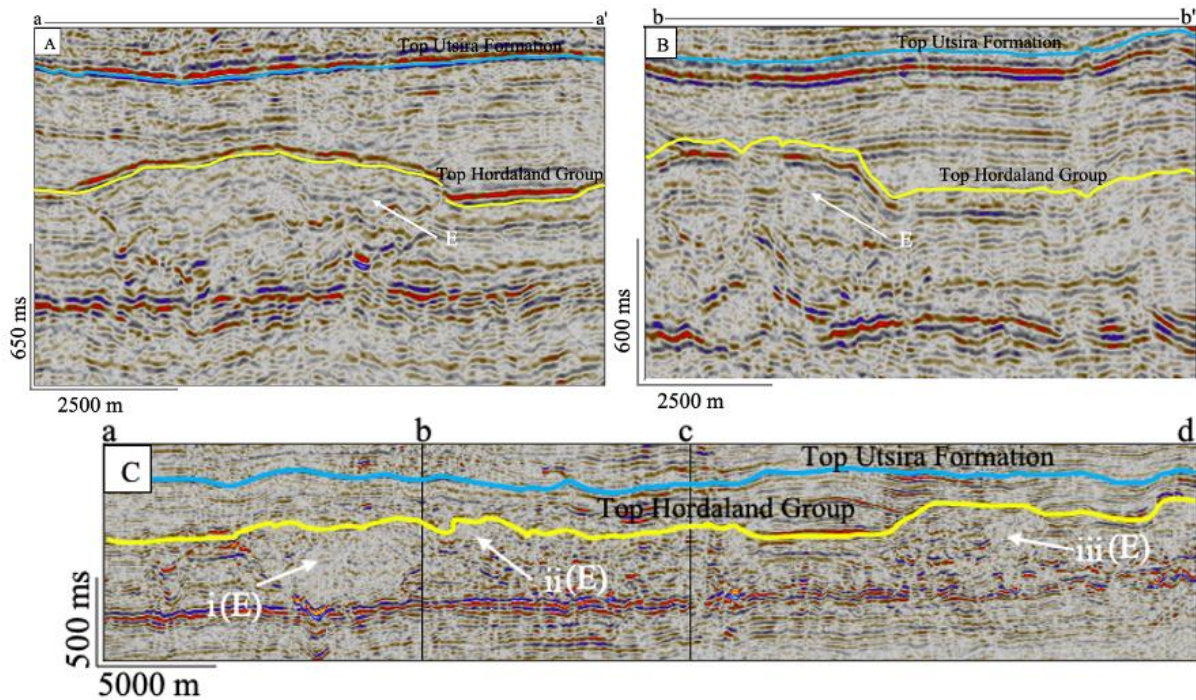 a a'
A
Top Utsira Formation
Top Hordaland Group
E
650 ms
2500 m
b b'
B
Top Utsira Formation
Top Hordaland Group
E
600 ms
2500 m
a b c d
C
Top Utsira Formation
Top Hordaland Group
i(E)
ii(E)
iii(E)
500 ms
5000 m